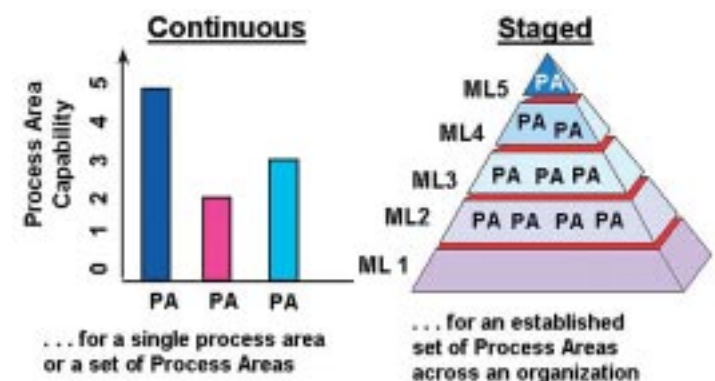 Continuous
Process Area
Capability
5
4
3
2
1
0
PA PA PA
. . . for a single process area
or a set of Process Areas
Staged
ML5 PA
ML4 PA PA
ML3 PA PA PA
ML2 PA PA PA PA
ML 1
. . . for an established
set of Process Areas
across an organization